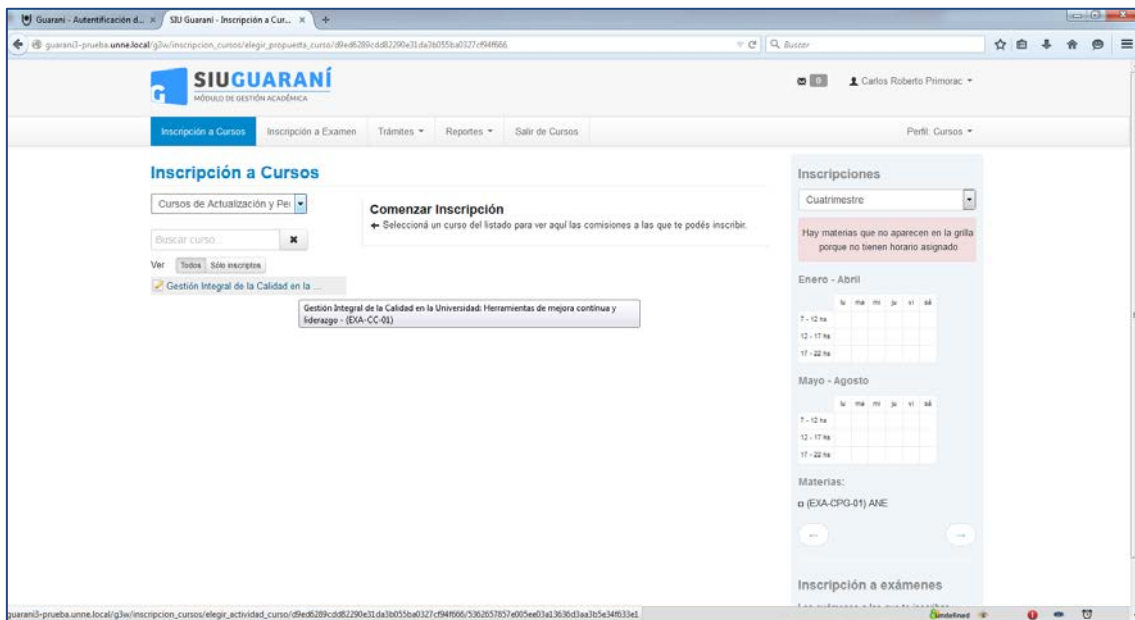 Guaraní - Autentificación d...
SIU Guaraní - Inscripción a Cur...
guarani3-prueba.unne.local/g3w/inscripcion_cursos/elegir_propuesta_curso/
Buscar
SIUGUARANÍ
MÓDULO DE GESTIÓN ACADÉMICA
0
Carlos Roberto Primorac
Inscripción a Cursos
Inscripción a Examen
Trámites
Reportes
Salir de Cursos
Perfil: Cursos
Inscripción a Cursos
Cursos de Actualización y Per
Buscar curso...
Ver Todos Sólo inscriptos
Gestión Integral de la Calidad en la ...
Gestión Integral de la Calidad en la Universidad: Herramientas de mejora continua y
liderazgo - (EXA-CC-01)
Comenzar Inscripción
← Seleccioná un curso del listado para ver aquí las comisiones a las que te podés inscribir.
Inscripciones
Cuatrimestre
Hay materias que no aparecen en la grilla
porque no tienen horario asignado
Enero - Abril
lu ma mi ju vi sá
7 - 12 hs
12 - 17 hs
17 - 22 hs
Mayo - Agosto
lu ma mi ju vi sá
7 - 12 hs
12 - 17 hs
17 - 22 hs
Materias:
(EXA-CPG-01) ANE
← →
Inscripción a exámenes
guarani3-prueba.unne.local/g3w/inscripcion_cursos/elegir_actividad_curso/
undefined